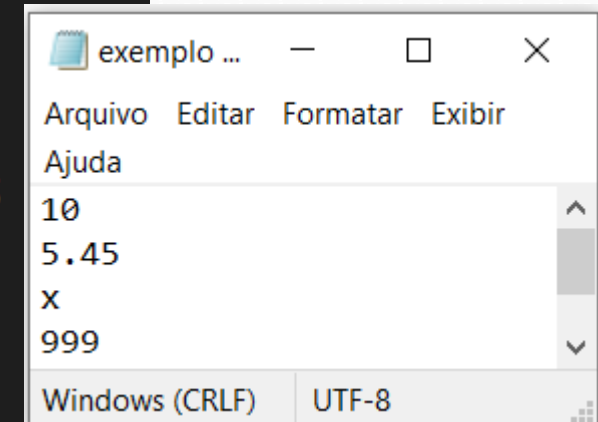 exemplo ...
Arquivo Editar Formatar Exibir
Ajuda
10
5.45
x
999
Windows (CRLF) UTF-8